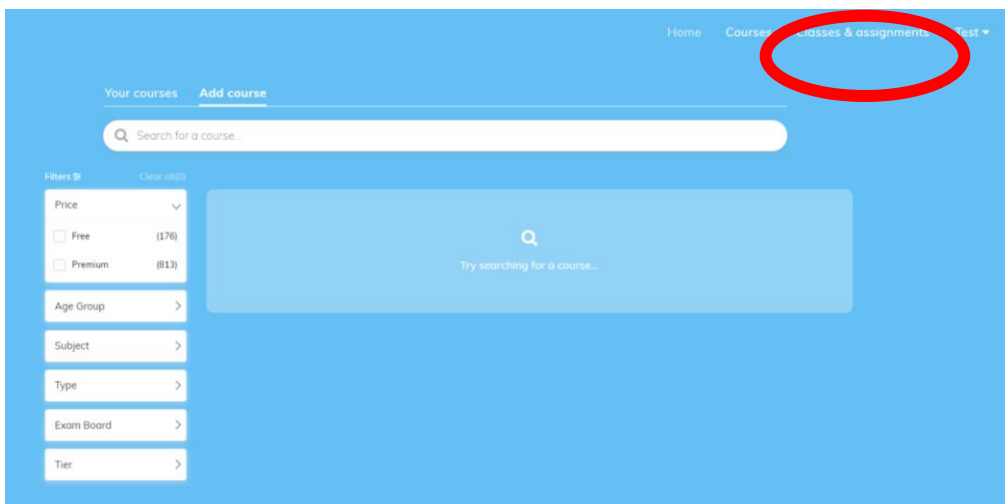 Home Courses Classes & assignments Test
Your courses Add course
Search for a course...
Filters Clear all(0)
Price
Free (176)
Premium (813)
Try searching for a course...
Age Group
Subject
Type
Exam Board
Tier